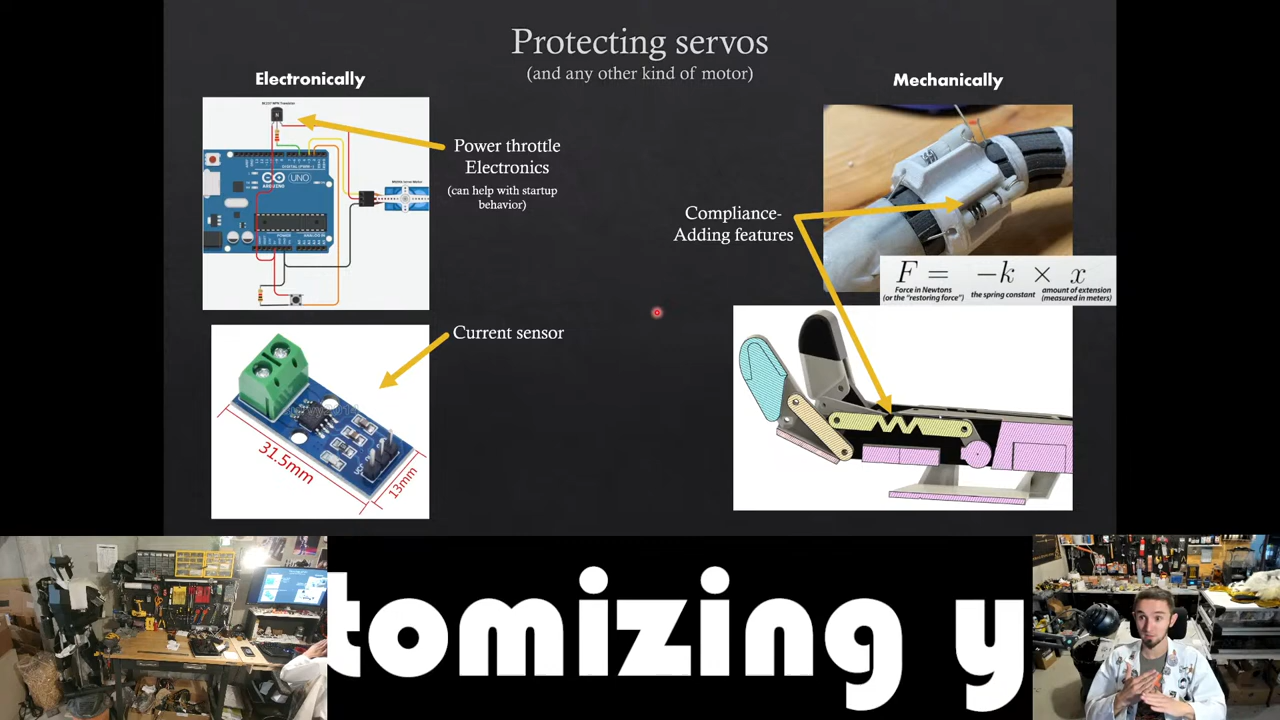 Protecting servos
(and any other kind of motor)
Electronically
Mechanically
Power throttle
Electronics
(can help with startup
behavior)
UNO
ARDUINO
Compliance-
Adding features
F = −k × x
Force in Newtons
(or the "restoring force")
the spring constant
amount of extension
(measured in meters)
Current sensor
31.5mm
13mm
tomizing y